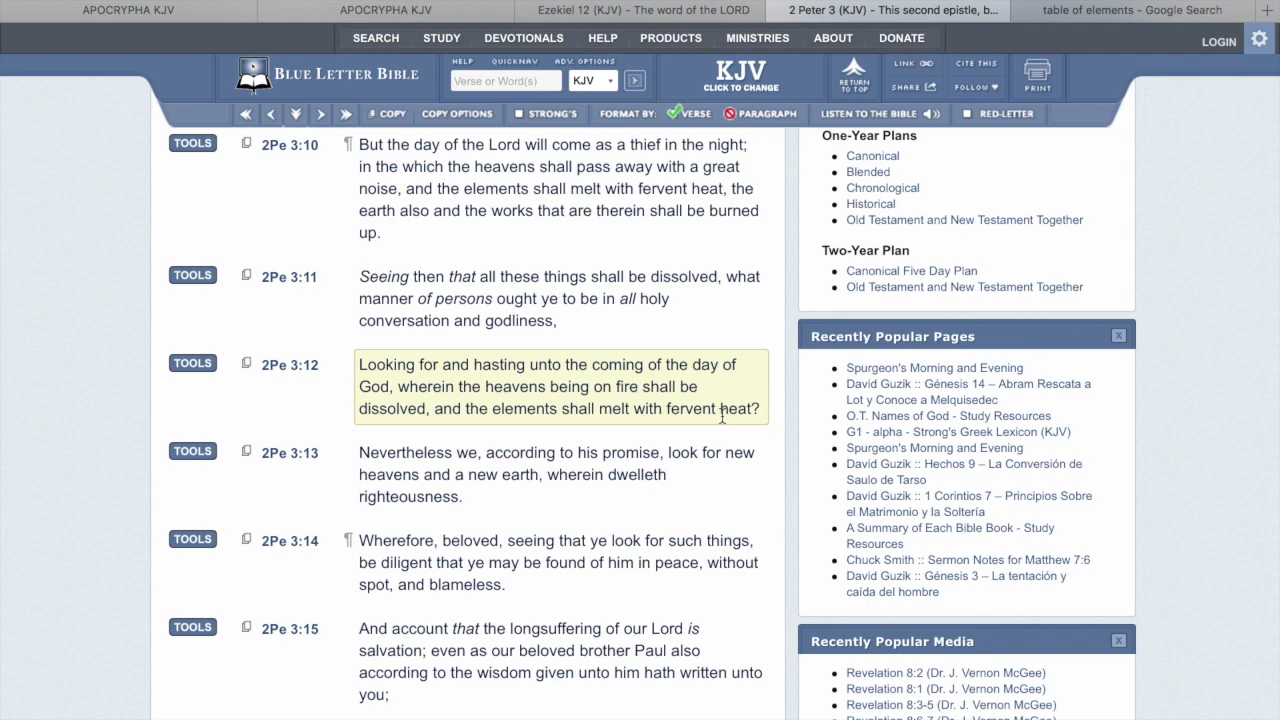 APOCRYPHA KJV
APOCRYPHA KJV
Ezekiel 12 (KJV) - The word of the LORD
2 Peter 3 (KJV) - This second epistle, b...
table of elements - Google Search
SEARCH STUDY DEVOTIONALS HELP PRODUCTS MINISTRIES ABOUT DONATE
LOGIN
BLUE LETTER BIBLE
HELP QUICKNAV ADV. OPTIONS
Verse or Word(s)
KJV
KJV
CLICK TO CHANGE
RETURN
TO TOP
LINK
CITE THIS
SHARE
FOLLOW
PRINT
COPY COPY OPTIONS STRONG'S FORMAT BY: VERSE PARAGRAPH LISTEN TO THE BIBLE RED-LETTER
TOOLS 2Pe 3:10 ¶ But the day of the Lord will come as a thief in the night;
in the which the heavens shall pass away with a great
noise, and the elements shall melt with fervent heat, the
earth also and the works that are therein shall be burned
up.
TOOLS 2Pe 3:11 Seeing then that all these things shall be dissolved, what
manner of persons ought ye to be in all holy
conversation and godliness,
TOOLS 2Pe 3:12 Looking for and hasting unto the coming of the day of
God, wherein the heavens being on fire shall be
dissolved, and the elements shall melt with fervent heat?
TOOLS 2Pe 3:13 Nevertheless we, according to his promise, look for new
heavens and a new earth, wherein dwelleth
righteousness.
TOOLS 2Pe 3:14 ¶ Wherefore, beloved, seeing that ye look for such things,
be diligent that ye may be found of him in peace, without
spot, and blameless.
TOOLS 2Pe 3:15 And account that the longsuffering of our Lord is
salvation; even as our beloved brother Paul also
according to the wisdom given unto him hath written unto
you;
One-Year Plans
Canonical
Blended
Chronological
Historical
Old Testament and New Testament Together
Two-Year Plan
Canonical Five Day Plan
Old Testament and New Testament Together
Recently Popular Pages
Spurgeon's Morning and Evening
David Guzik :: Génesis 14 – Abram Rescata a
Lot y Conoce a Melquisedec
O.T. Names of God - Study Resources
G1 - alpha - Strong's Greek Lexicon (KJV)
Spurgeon's Morning and Evening
David Guzik :: Hechos 9 – La Conversión de
Saulo de Tarso
David Guzik :: 1 Corintios 7 – Principios Sobre
el Matrimonio y la Soltería
A Summary of Each Bible Book - Study
Resources
Chuck Smith :: Sermon Notes for Matthew 7:6
David Guzik :: Génesis 3 – La tentación y
caída del hombre
Recently Popular Media
Revelation 8:2 (Dr. J. Vernon McGee)
Revelation 8:1 (Dr. J. Vernon McGee)
Revelation 8:3-5 (Dr. J. Vernon McGee)
Revelation 8:6-7 (Dr. J. Vernon McGee)